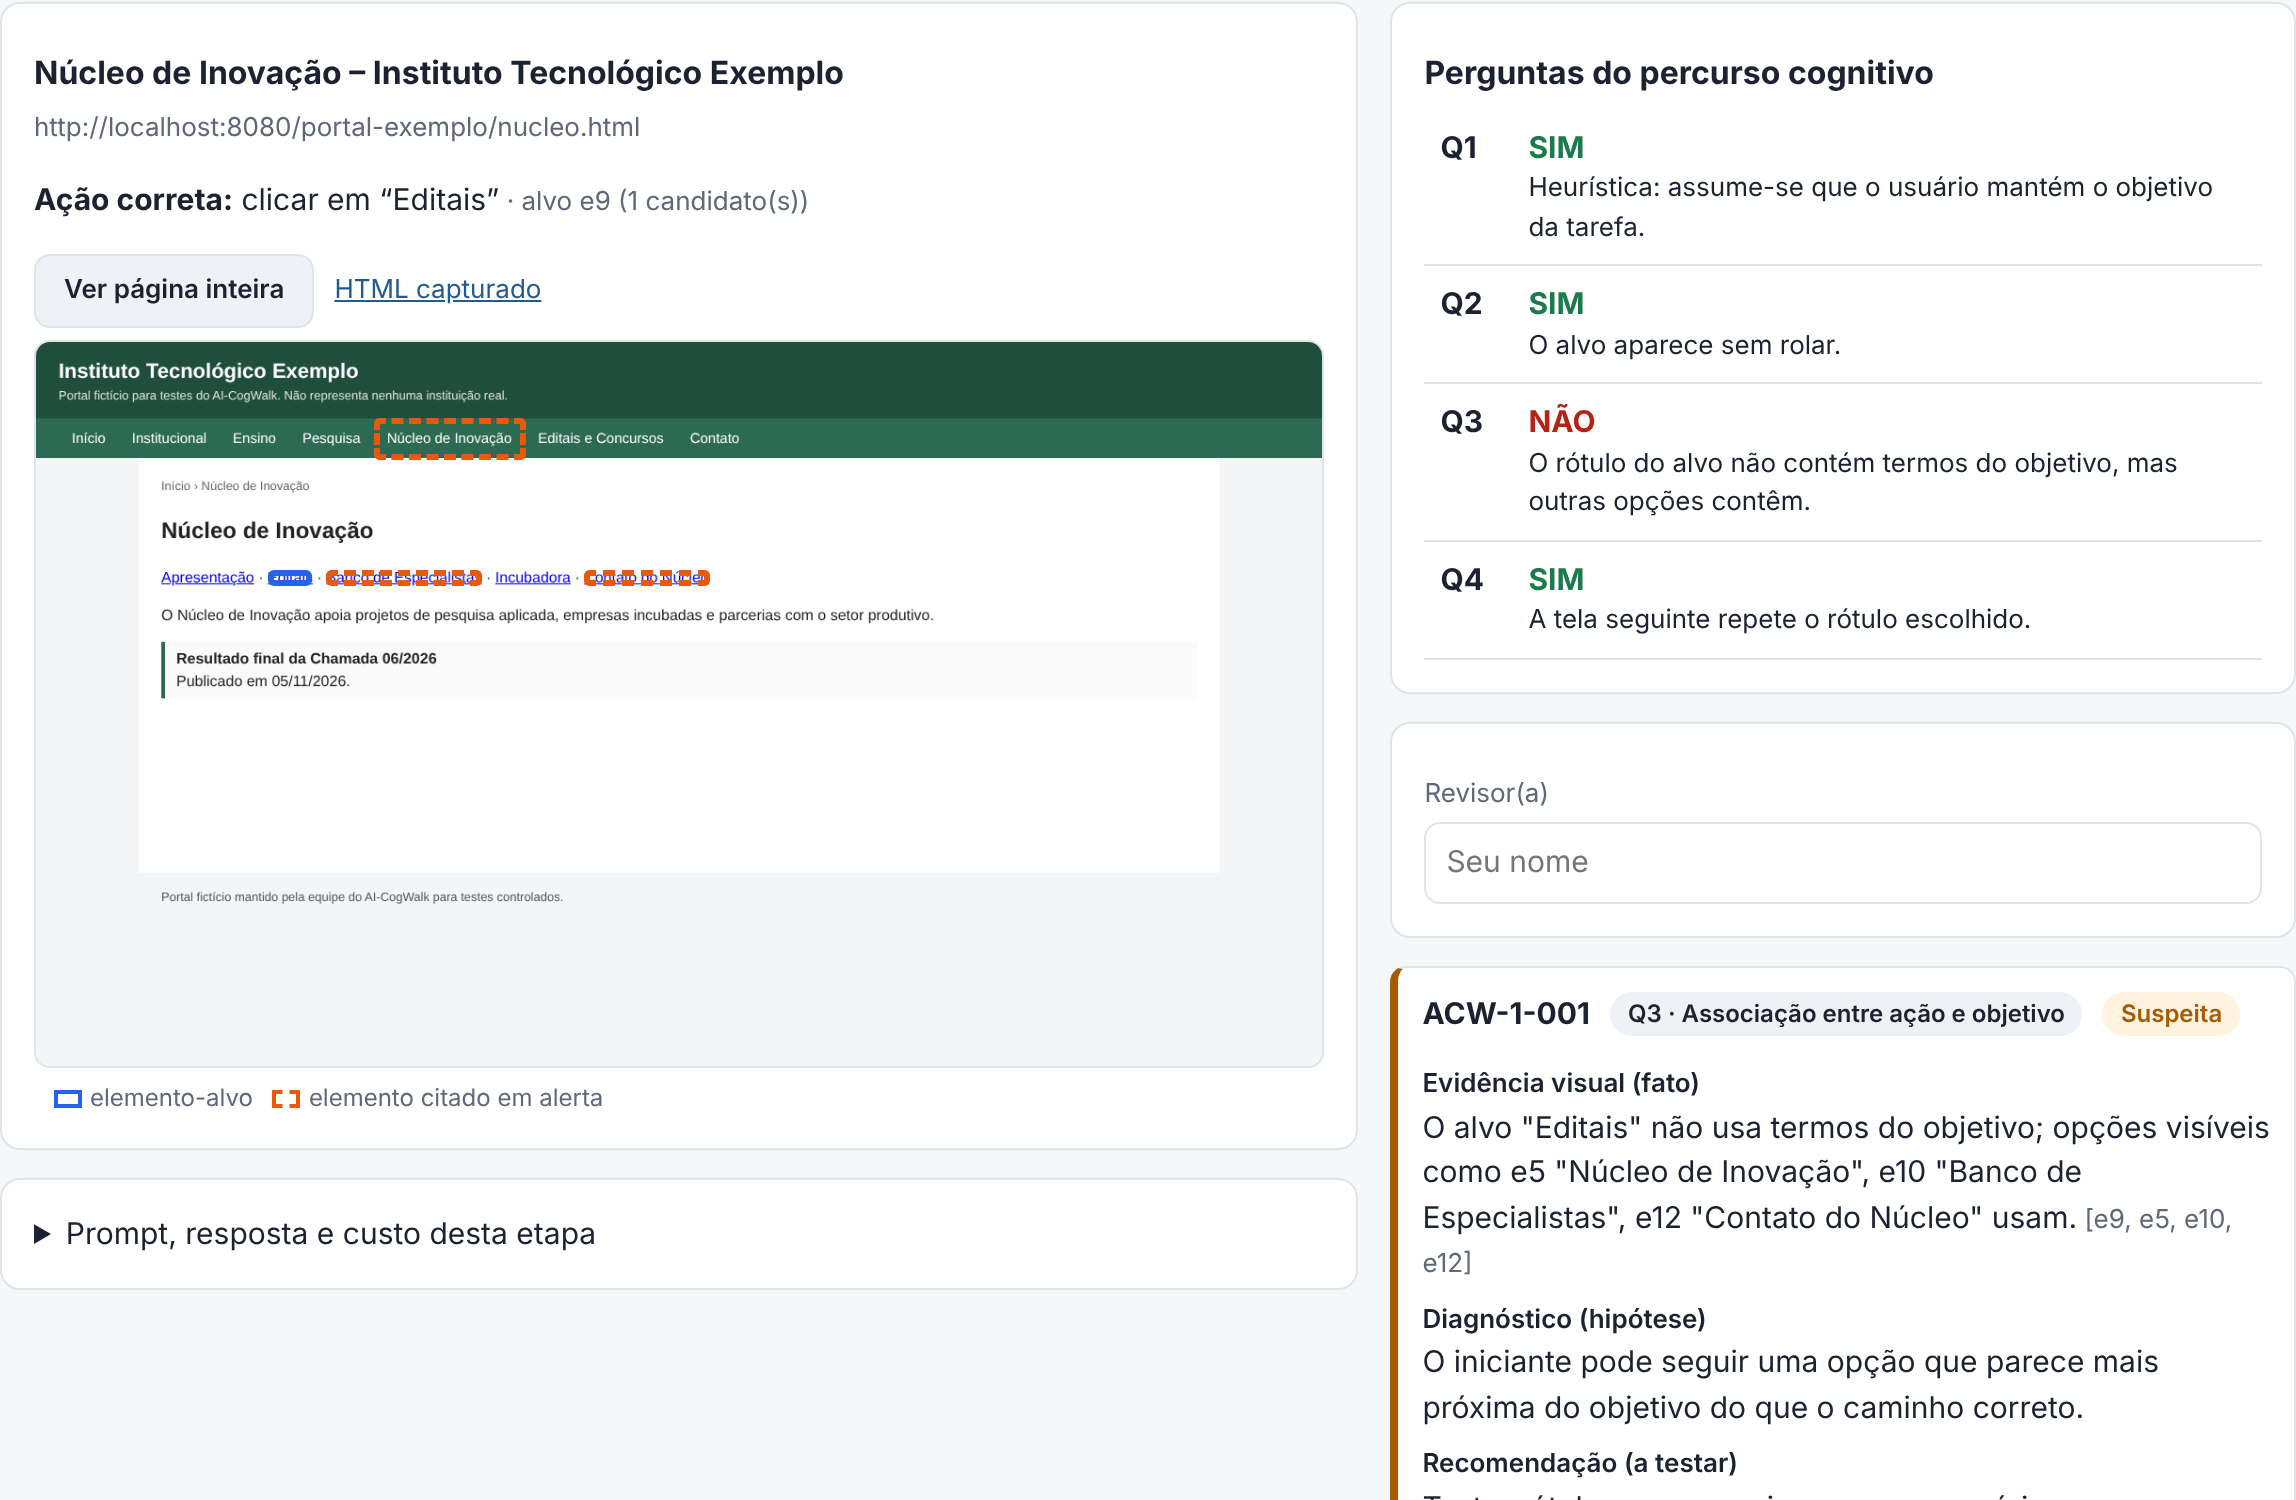 Núcleo de Inovação – Instituto Tecnológico Exemplo
http://localhost:8080/portal-exemplo/nucleo.html
Ação correta: clicar em “Editais” · alvo e9 (1 candidato(s))
Ver página inteira
HTML capturado
Instituto Tecnológico Exemplo
Portal fictício para testes do AI-CogWalk. Não representa nenhuma instituição real.
Início Institucional Ensino Pesquisa Núcleo de Inovação Editais e Concursos Contato
Início › Núcleo de Inovação
Núcleo de Inovação
Apresentação · Editais · Banco de Especialistas · Incubadora · Contato do Núcleo
O Núcleo de Inovação apoia projetos de pesquisa aplicada, empresas incubadas e parcerias com o setor produtivo.
Resultado final da Chamada 06/2026
Publicado em 05/11/2026.
Portal fictício mantido pela equipe do AI-CogWalk para testes controlados.
elemento-alvo elemento citado em alerta
Prompt, resposta e custo desta etapa
Perguntas do percurso cognitivo
Q1 SIM
Heurística: assume-se que o usuário mantém o objetivo
da tarefa.
Q2 SIM
O alvo aparece sem rolar.
Q3 NÃO
O rótulo do alvo não contém termos do objetivo, mas
outras opções contêm.
Q4 SIM
A tela seguinte repete o rótulo escolhido.
Revisor(a)
Seu nome
ACW-1-001 Q3 · Associação entre ação e objetivo Suspeita
Evidência visual (fato)
O alvo "Editais" não usa termos do objetivo; opções visíveis
como e5 "Núcleo de Inovação", e10 "Banco de
Especialistas", e12 "Contato do Núcleo" usam. [e9, e5, e10,
e12]
Diagnóstico (hipótese)
O iniciante pode seguir uma opção que parece mais
próxima do objetivo do que o caminho correto.
Recomendação (a testar)